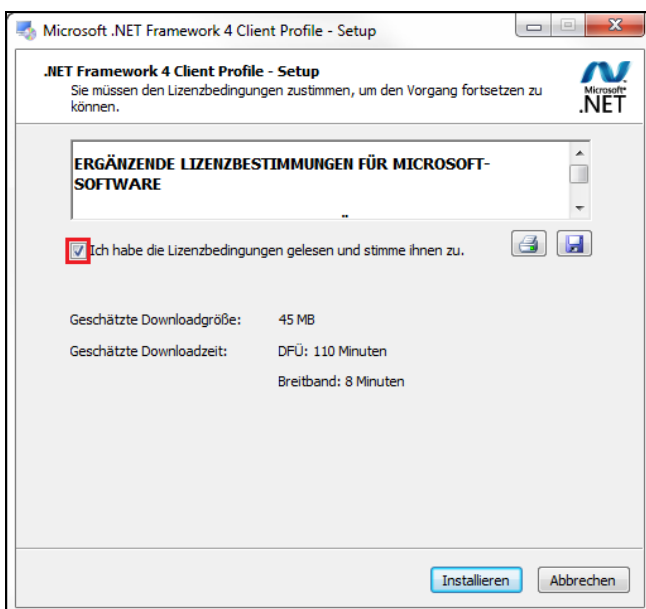 Microsoft .NET Framework 4 Client Profile - Setup
.NET Framework 4 Client Profile - Setup
Sie müssen den Lizenzbedingungen zustimmen, um den Vorgang fortsetzen zu
können.
Microsoft
.NET
ERGÄNZENDE LIZENZBESTIMMUNGEN FÜR MICROSOFT-
SOFTWARE
Ich habe die Lizenzbedingungen gelesen und stimme ihnen zu.
Geschätzte Downloadgröße: 45 MB
Geschätzte Downloadzeit: DFÜ: 110 Minuten
Breitband: 8 Minuten
Installieren Abbrechen